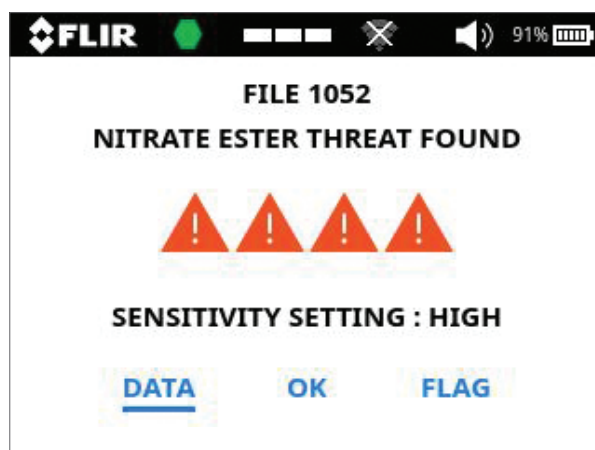 FLIR 91%
FILE 1052
NITRATE ESTER THREAT FOUND
! ! ! !
SENSITIVITY SETTING : HIGH
DATA OK FLAG